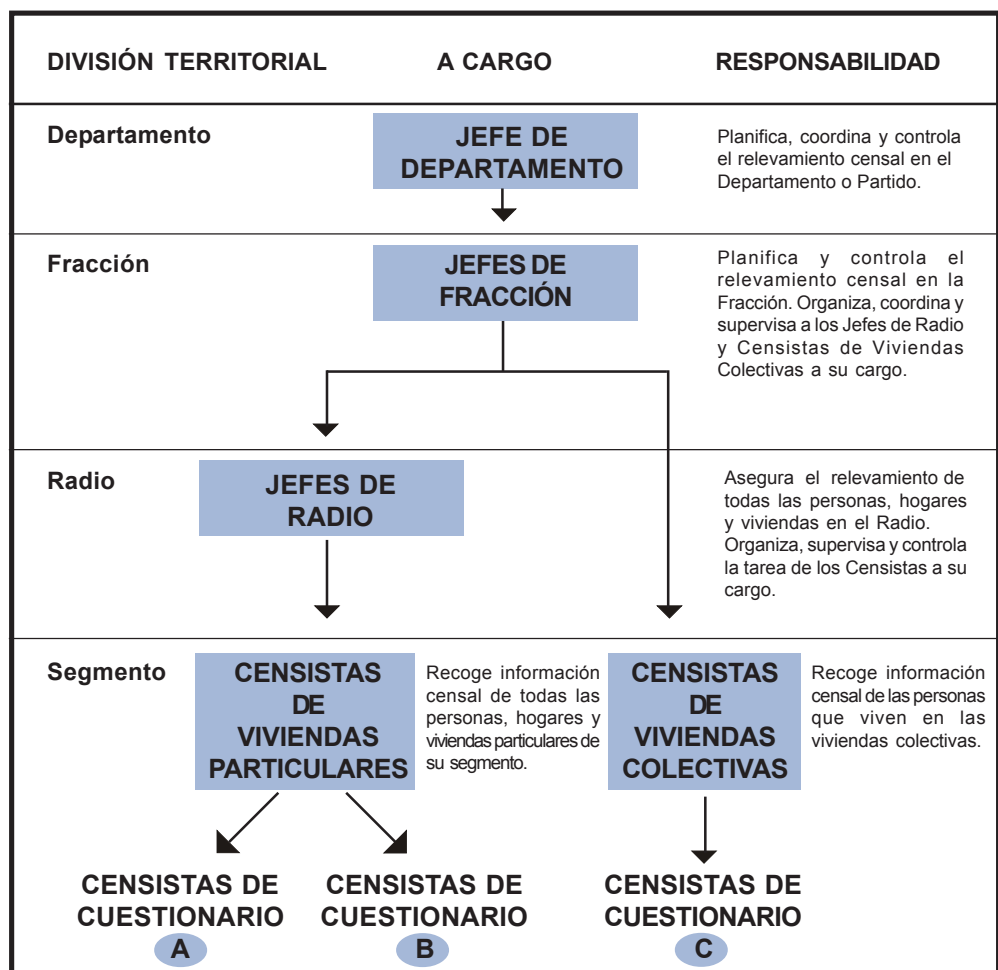 DIVISIÓN TERRITORIAL
A CARGO
RESPONSABILIDAD
Departamento
JEFE DE
DEPARTAMENTO
Planifica, coordina y controla
el relevamiento censal en el
Departamento o Partido.
Fracción
JEFES DE
FRACCIÓN
Planifica y controla el
relevamiento censal en la
Fracción. Organiza, coordina y
supervisa a los Jefes de Radio
y Censistas de Viviendas
Colectivas a su cargo.
Radio
JEFES DE
RADIO
Asegura el relevamiento de
todas las personas, hogares
y viviendas en el Radio.
Organiza, supervisa y controla
la tarea de los Censistas a su
cargo.
Segmento
CENSISTAS
DE
VIVIENDAS
PARTICULARES
Recoge información
censal de todas las
personas, hogares y
viviendas particulares de
su segmento.
CENSISTAS
DE
VIVIENDAS
COLECTIVAS
Recoge información
censal de las personas
que viven en las
viviendas colectivas.
CENSISTAS DE
CUESTIONARIO
A
CENSISTAS DE
CUESTIONARIO
B
CENSISTAS DE
CUESTIONARIO
C